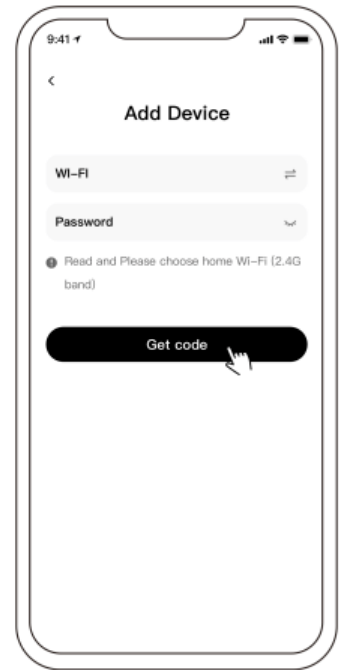 9:41
Add Device
WI-FI
Password
Read and Please choose home Wi-Fi (2.4G
band)
Get code